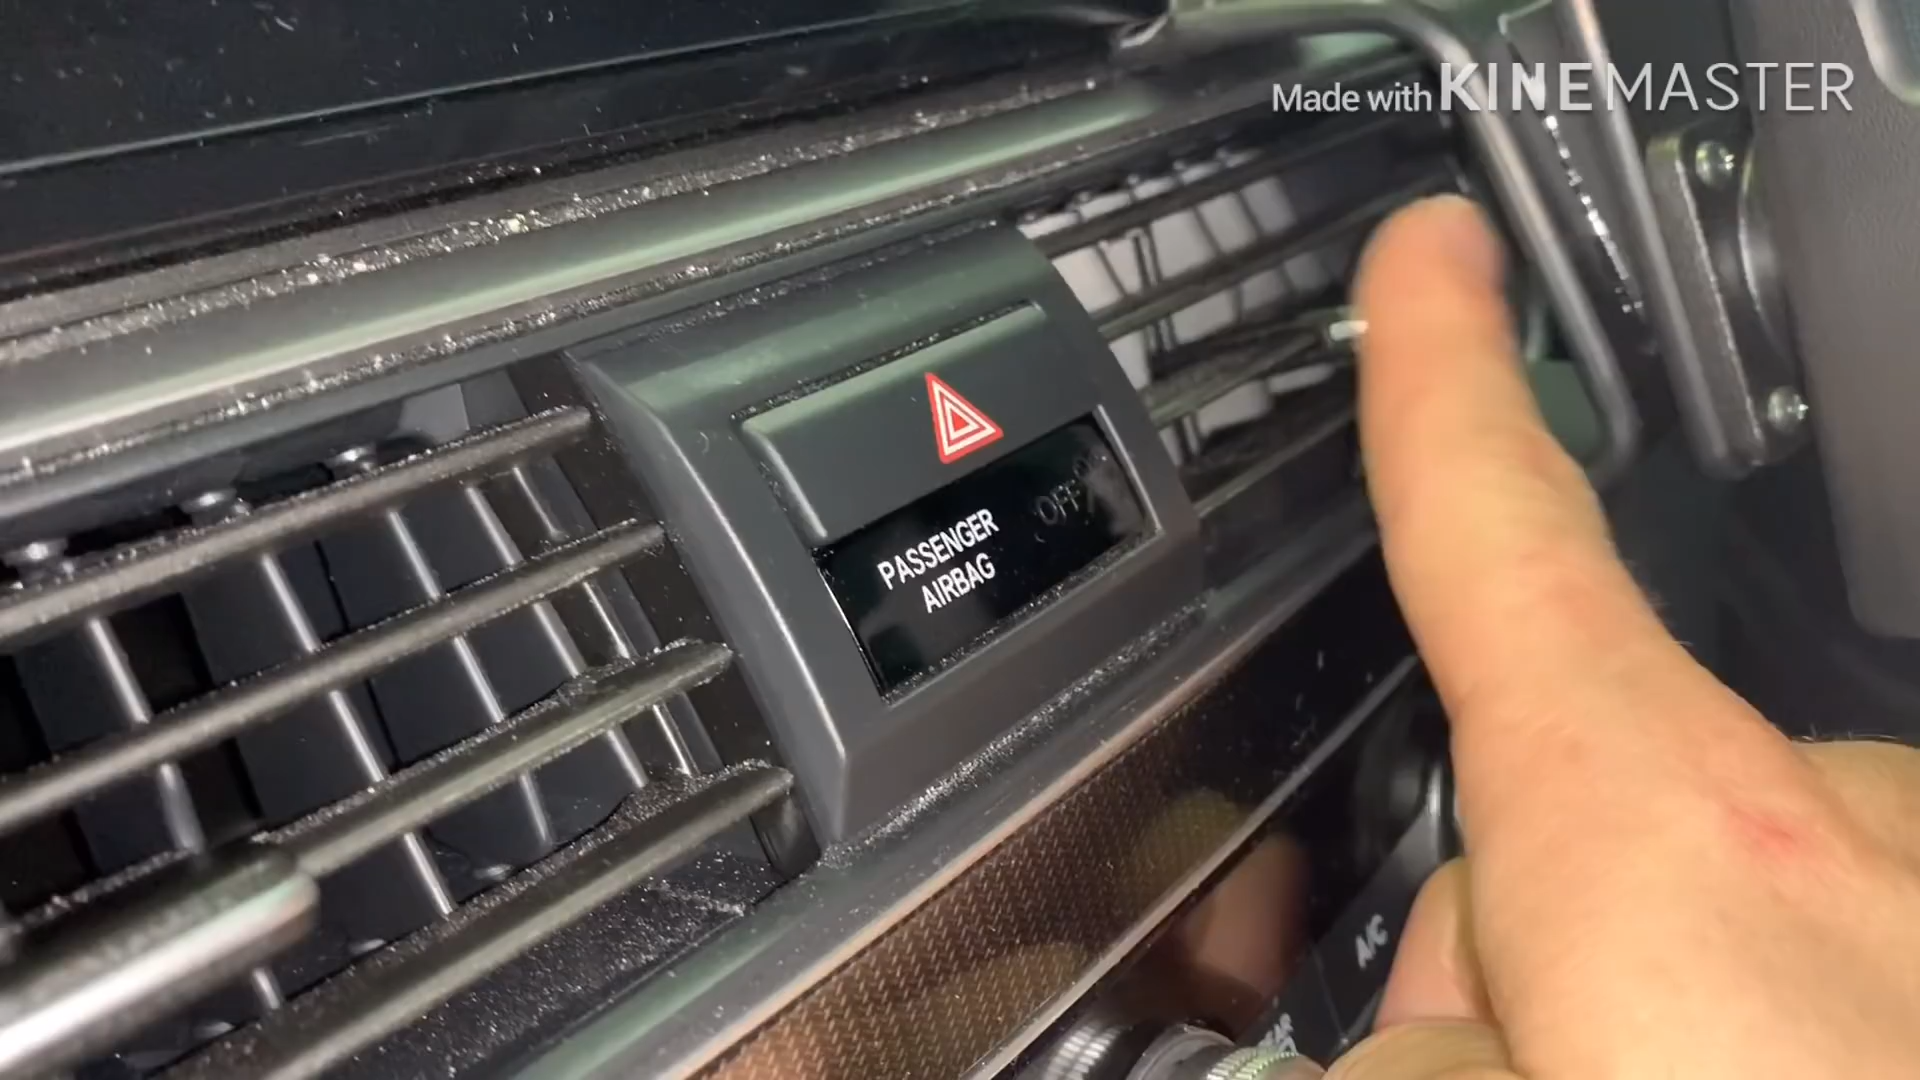 Made with KINEMASTER
PASSENGER
AIRBAG
OFF
A/C